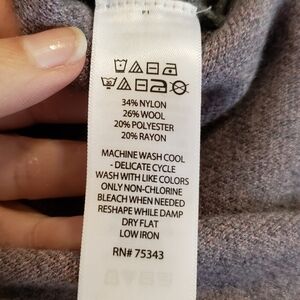 34% NYLON
26% WOOL
20% POLYESTER
20% RAYON
MACHINE WASH COOL
- DELICATE CYCLE
WASH WITH LIKE COLORS
ONLY NON-CHLORINE
BLEACH WHEN NEEDED
RESHAPE WHILE DAMP
DRY FLAT
LOW IRON
RN# 75343